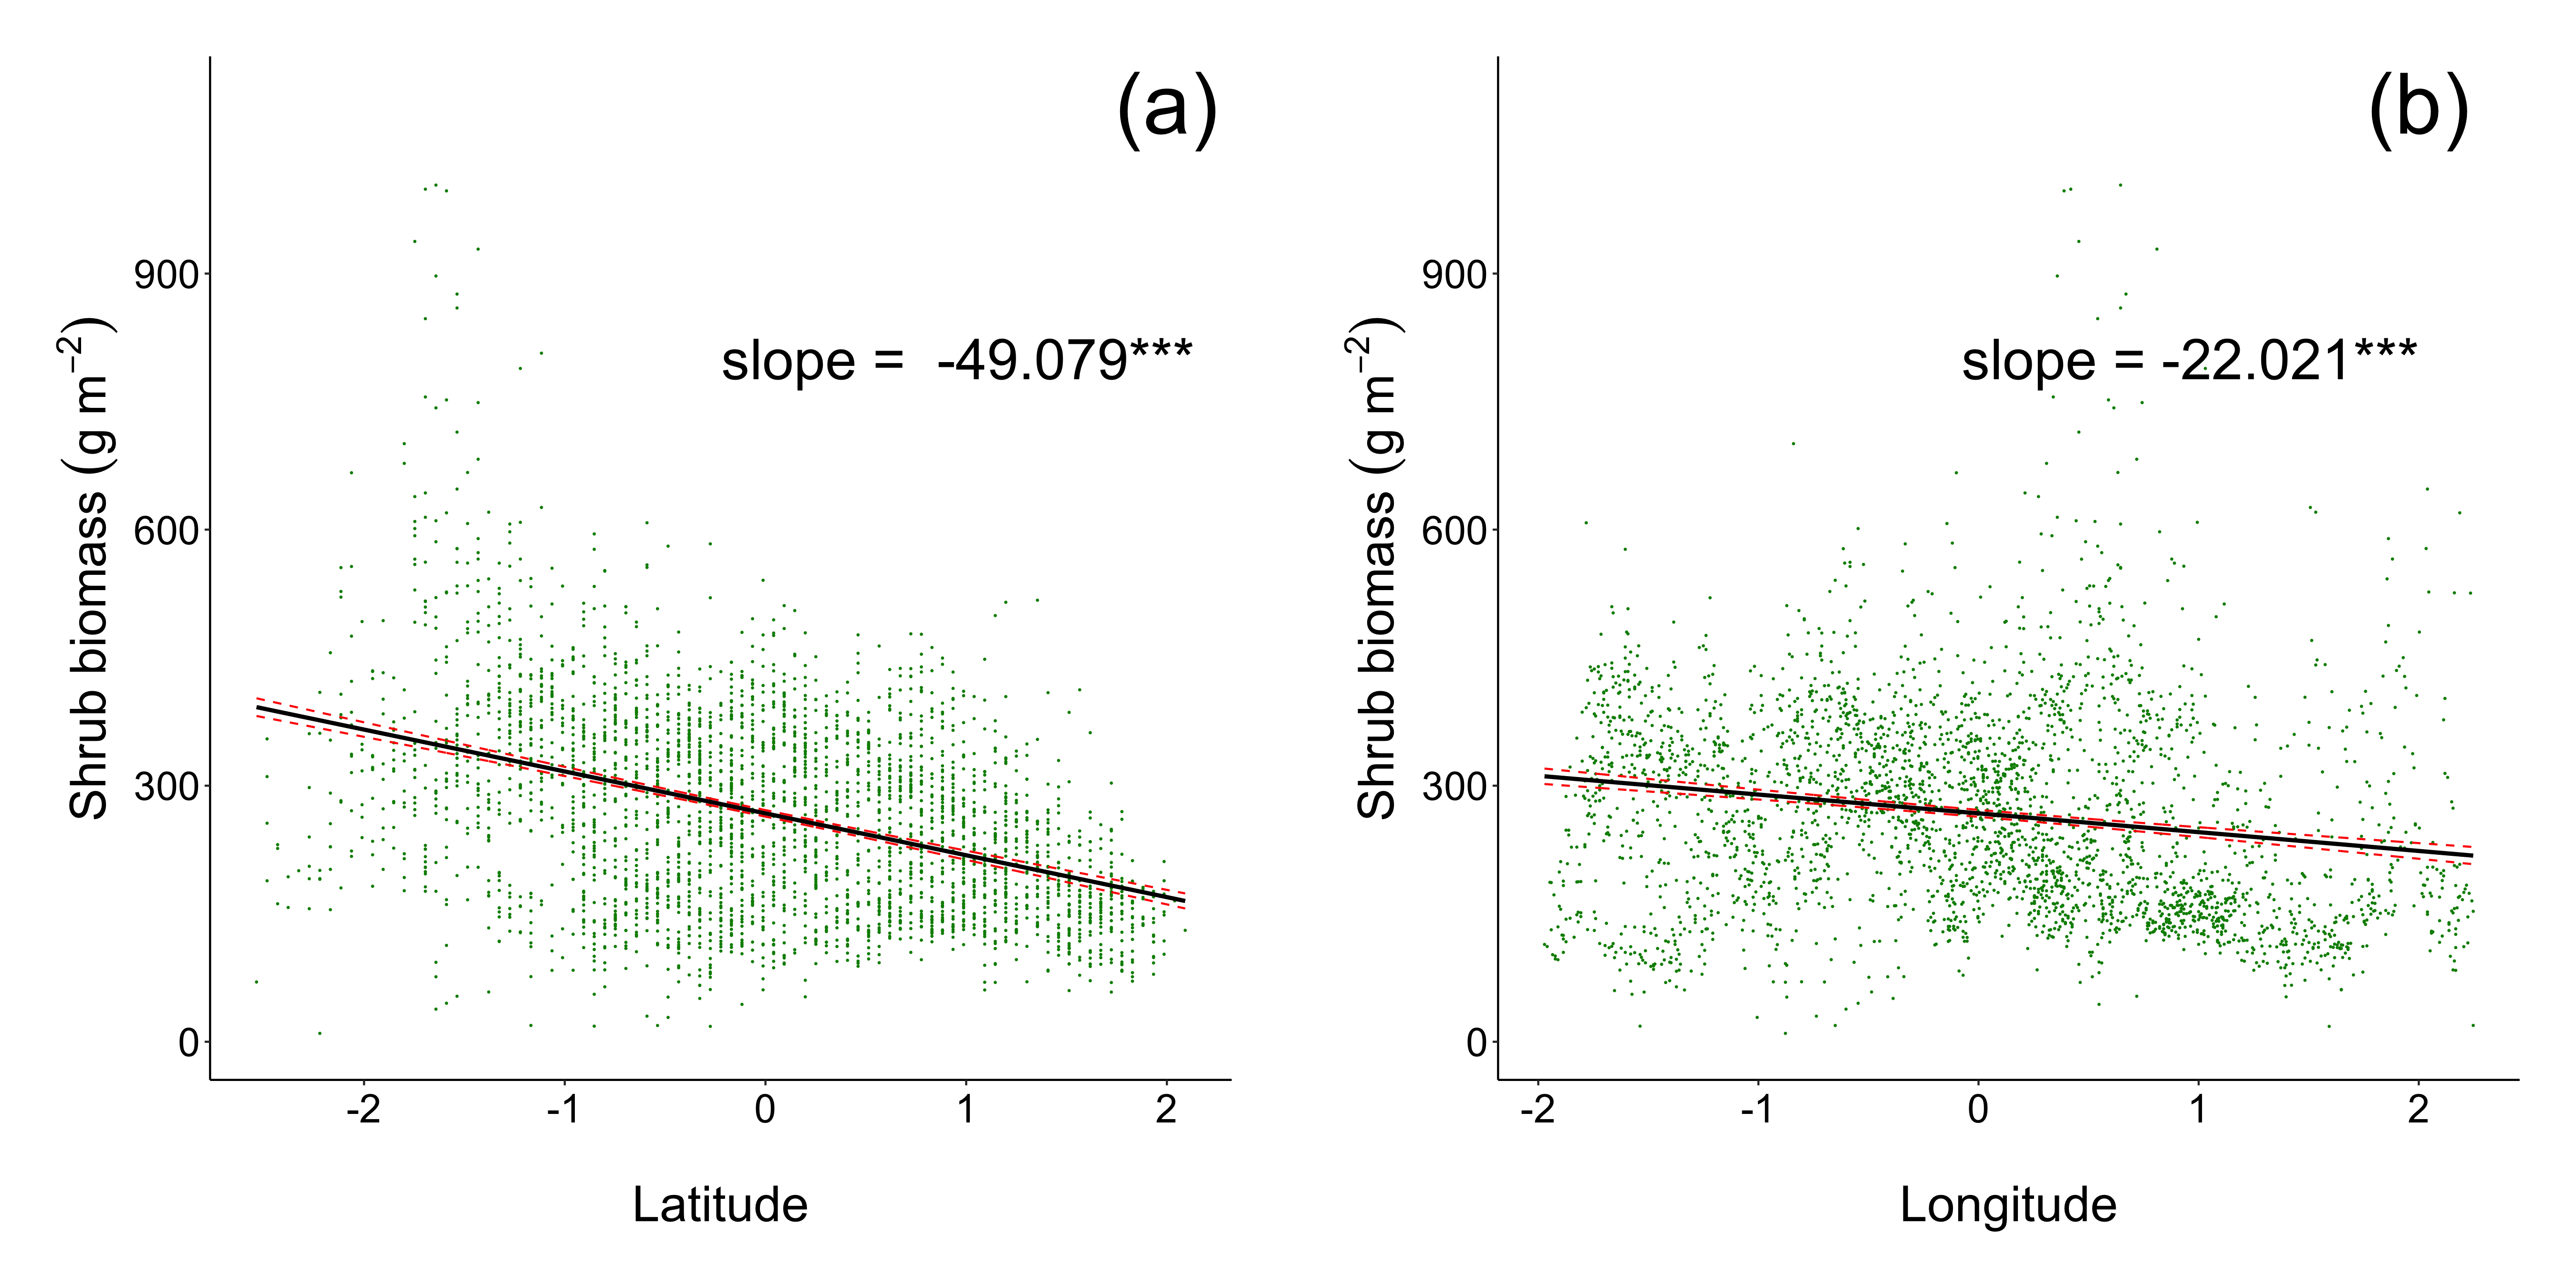 (a)
slope = -49.079***
Shrub biomass (g m⁻²)
900
600
300
0
-2 -1 0 1 2
Latitude
(b)
slope = -22.021***
Shrub biomass (g m⁻²)
900
600
300
0
-2 -1 0 1 2
Longitude